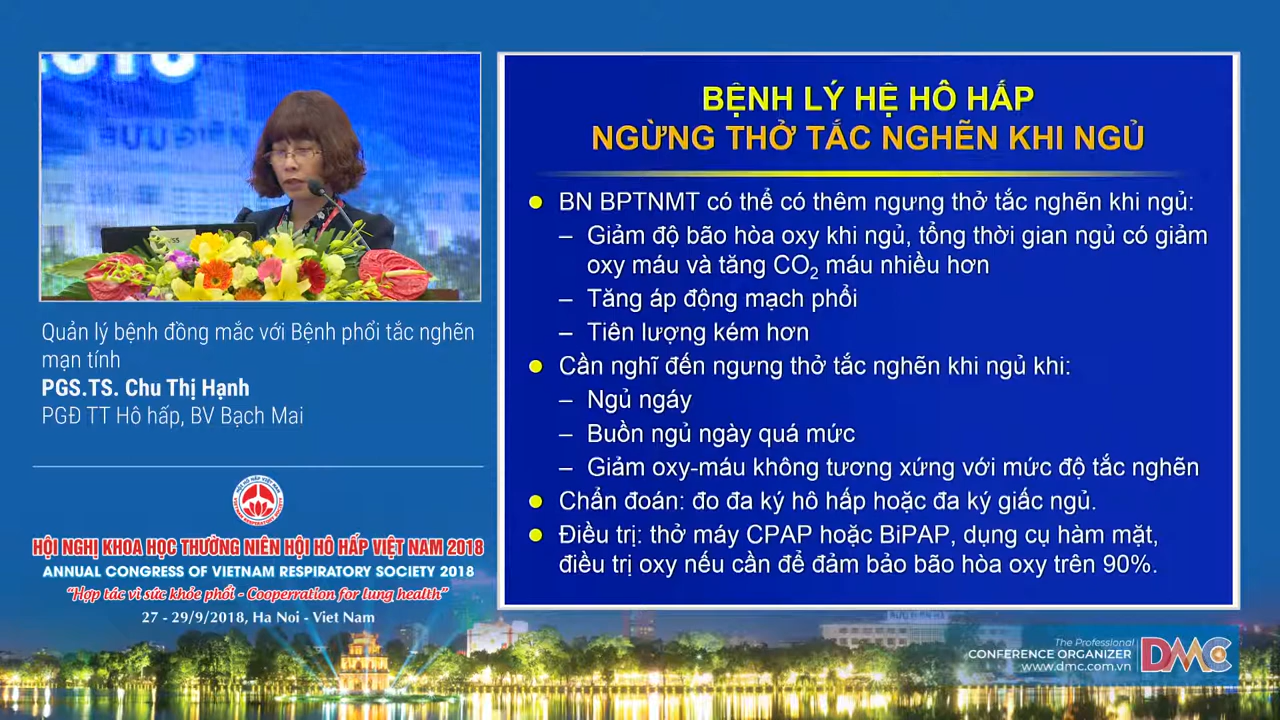 Quản lý bệnh đồng mắc với Bệnh phổi tắc nghẽn
mạn tính
PGS.TS. Chu Thị Hạnh
PGĐ TT Hô hấp, BV Bạch Mai
HỘI HÔ HẤP VIỆT NAM
VIETNAM RESPIRATORY SOCIETY
HỘI NGHỊ KHOA HỌC THƯỜNG NIÊN HỘI HÔ HẤP VIỆT NAM 2018
ANNUAL CONGRESS OF VIETNAM RESPIRATORY SOCIETY 2018
“Hợp tác vì sức khỏe phổi - Cooperration for lung health”
27 - 29/9/2018, Ha Noi - Viet Nam
BỆNH LÝ HỆ HÔ HẤP
NGỪNG THỞ TẮC NGHẼN KHI NGỦ
● BN BPTNMT có thể có thêm ngưng thở tắc nghẽn khi ngủ:
– Giảm độ bão hòa oxy khi ngủ, tổng thời gian ngủ có giảm
oxy máu và tăng CO₂ máu nhiều hơn
– Tăng áp động mạch phổi
– Tiên lượng kém hơn
● Cần nghĩ đến ngưng thở tắc nghẽn khi ngủ khi:
– Ngủ ngáy
– Buồn ngủ ngày quá mức
– Giảm oxy-máu không tương xứng với mức độ tắc nghẽn
● Chẩn đoán: đo đa ký hô hấp hoặc đa ký giấc ngủ.
● Điều trị: thở máy CPAP hoặc BiPAP, dụng cụ hàm mặt,
điều trị oxy nếu cần để đảm bảo bão hòa oxy trên 90%.
The Professional
CONFERENCE ORGANIZER
www.dmc.com.vn
DMC